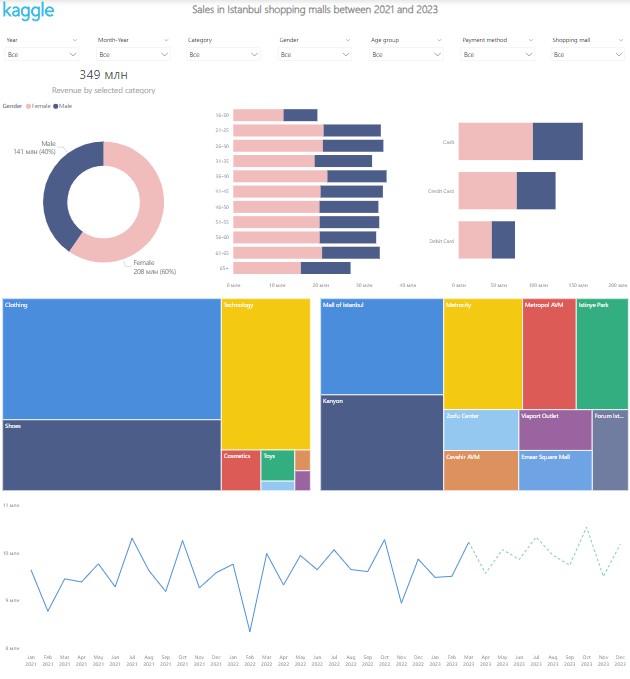 kaggle
Sales in Istanbul shopping malls between 2021 and 2023
Year
Month-Year
Category
Gender
Age group
Payment method
Shopping mall
Все
Все
Все
Все
Все
Все
Все
349 млн
Revenue by selected category
Gender Female Male
Male
141 млн (40%)
Female
208 млн (60%)
16-20
21-25
26-30
31-35
36-40
41-45
46-50
51-55
56-60
61-65
65+
0 млн 10 млн 20 млн 30 млн 40 млн
Cash
Credit Card
Debit Card
0 млн 50 млн 100 млн 150 млн 200 млн
Clothing
Technology
Shoes
Cosmetics
Toys
Mall of Istanbul
Metrocity
Metropol AVM
Istinye Park
Kanyon
Zorlu Center
Viaport Outlet
Forum Ist...
Cevahir AVM
Emaar Square Mall
11 млн
10 млн
9 млн
8 млн
Jan Feb Mar Apr May Jun Jul Aug Sep Oct Nov Dec Jan Feb Mar Apr May Jun Jul Aug Sep Oct Nov Dec Jan Feb Mar Apr May Jun Jul Aug Sep Oct Nov Dec
2021 2021 2021 2021 2021 2021 2021 2021 2021 2021 2021 2021 2022 2022 2022 2022 2022 2022 2022 2022 2022 2022 2022 2022 2023 2023 2023 2023 2023 2023 2023 2023 2023 2023 2023 2023